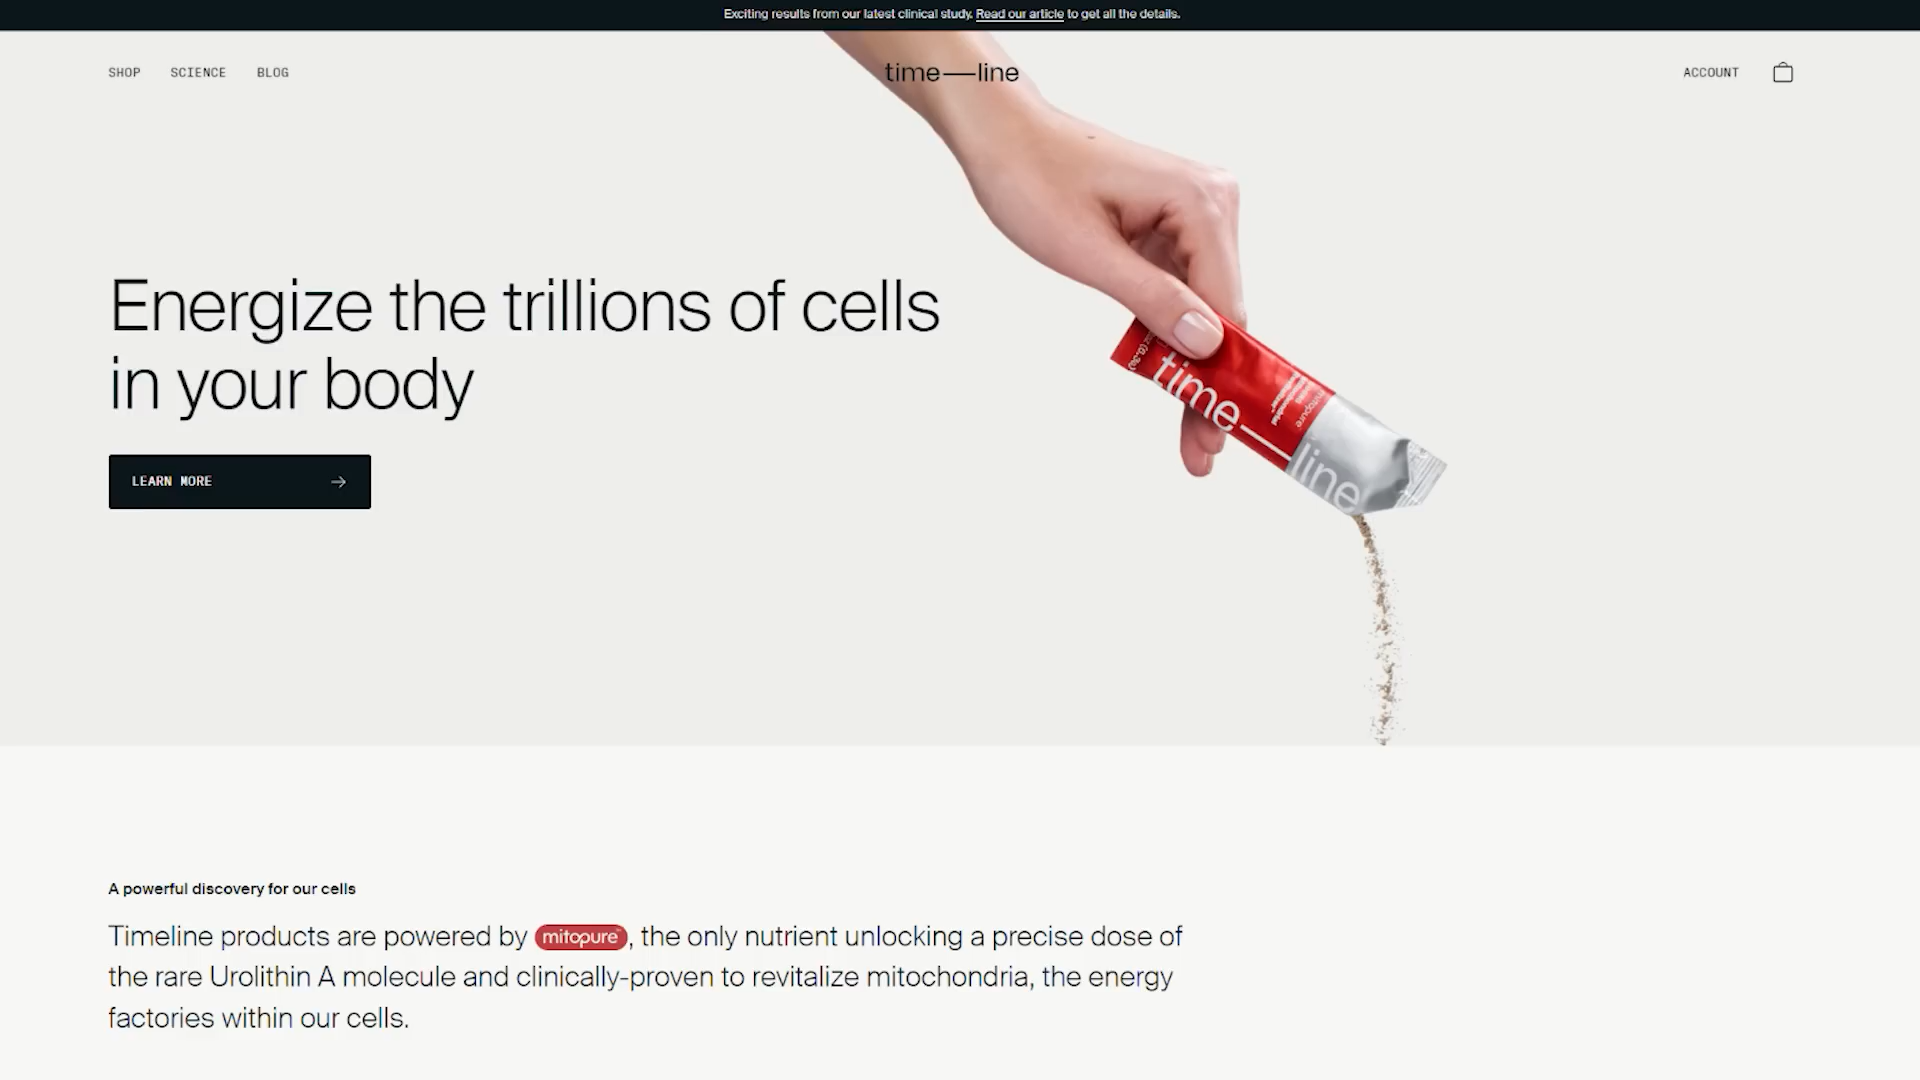 Exciting results from our latest clinical study. Read our article to get all the details.
SHOP SCIENCE BLOG
time—line
ACCOUNT
Energize the trillions of cells
in your body
LEARN MORE →
time—line
mitopure
A powerful discovery for our cells
Timeline products are powered by mitopure™, the only nutrient unlocking a precise dose of
the rare Urolithin A molecule and clinically-proven to revitalize mitochondria, the energy
factories within our cells.